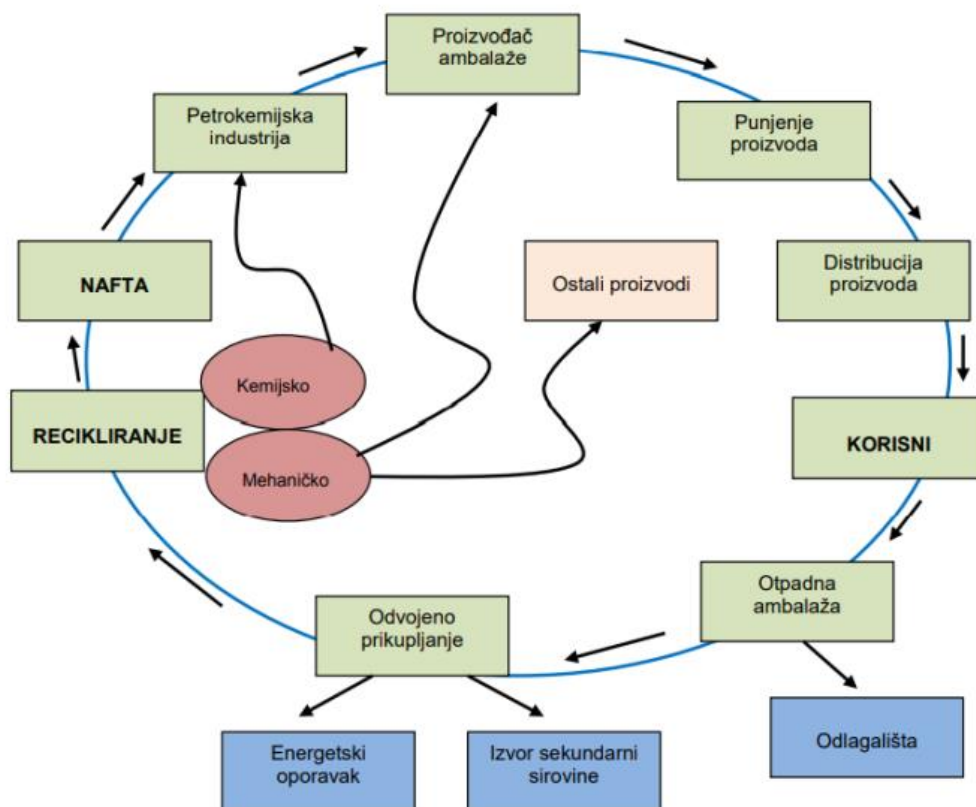 Proizvođač
ambalaže
Petrokemijska
industrija
Punjenje
proizvoda
NAFTA
Ostali proizvodi
Distribucija
proizvoda
Kemijsko
RECIKLIRANJE
KORISNI
Mehaničko
Otpadna
ambalaža
Odvojeno
prikupljanje
Energetski
oporavak
Izvor sekundarni
sirovine
Odlagališta